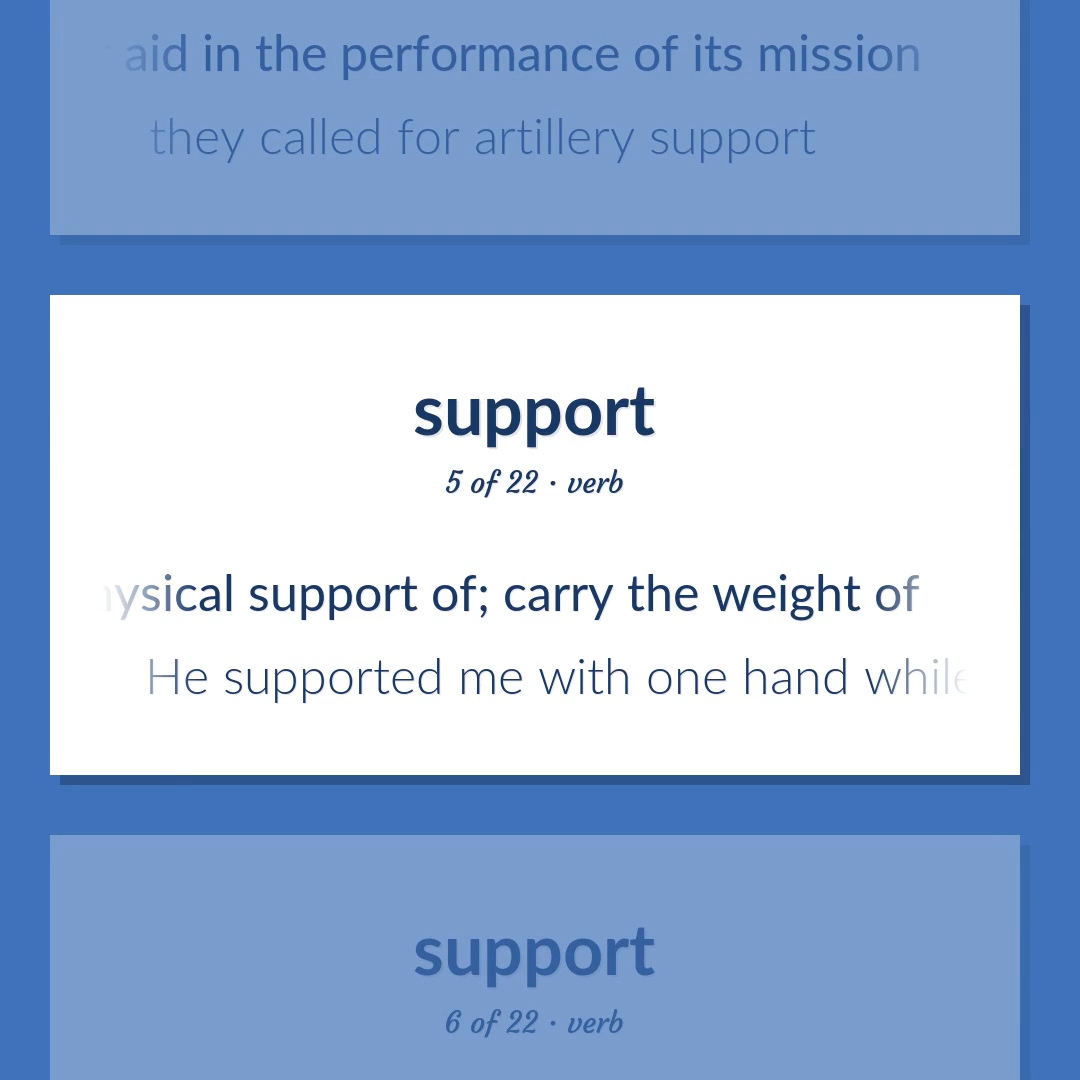 aid in the performance of its mission
they called for artillery support
support
5 of 22 · verb
support of; carry the weight of
He supported me with one hand while
support
6 of 22 · verb